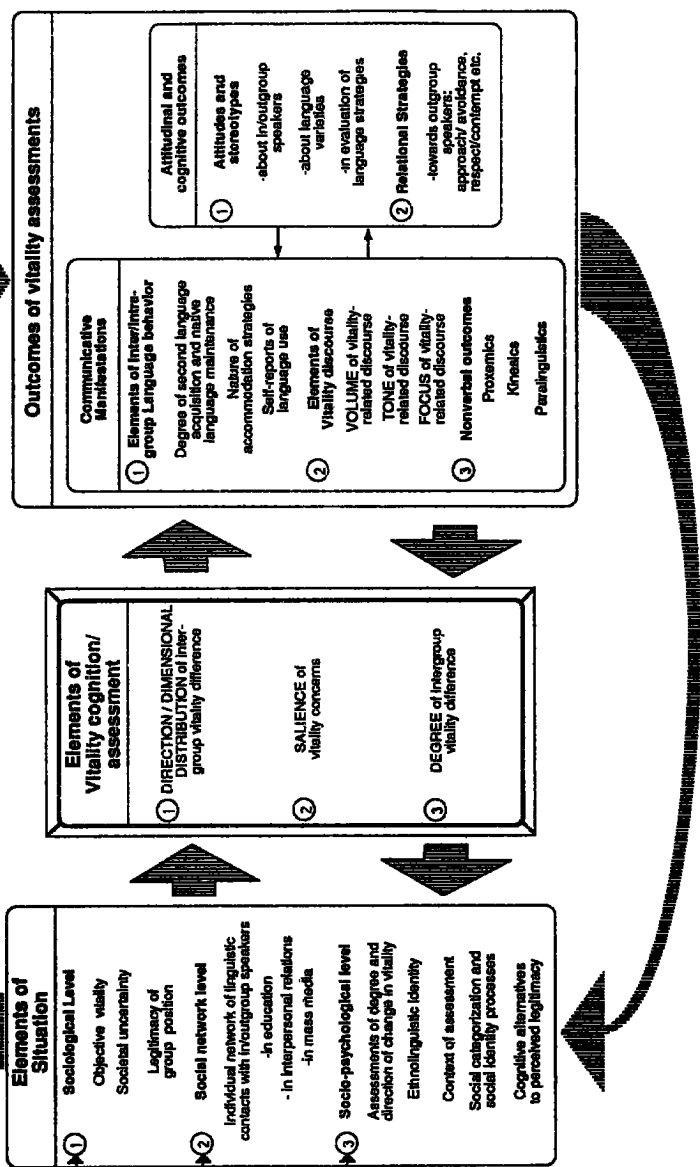 Elements of
Situation
1 Sociological Level
Objective vitality
Societal uncertainty
Legitimacy of
group position
2 Social network level
Individual network of linguistic
contacts with in/outgroup speakers
-in education
- in interpersonal relations
-in mass media
3 Socio-psychological level
Assessments of degree and
direction of change in vitality
Ethnolinguistic identity
Context of assessment
Social categorization and
social identity processes
Cognitive alternatives
to perceived legitimacy
Elements of
Vitality cognition/
assessment
1 DIRECTION / DIMENSIONAL
DISTRIBUTION of inter-
group vitality difference
2 SALIENCE of
vitality concerns
3 DEGREE of intergroup
vitality difference
Outcomes of vitality assessments
Communicative
Manifestations
1 Elements of inter/intra-
group Language behavior
Degree of second language
acquisition and native
language maintenance
Nature of
accommodation strategies
Self-reports of
language use
2 Elements of
Vitality discourse
VOLUME of vitality-
related discourse
TONE of vitality-
related discourse
FOCUS of vitality-
related discourse
3 Nonverbal outcomes
Proxemics
Kinesics
Paralinguistics
Attitudinal and
cognitive outcomes
1 Attitudes and
stereotypes
-about in/outgroup
speakers
-about language
varieties
-in evaluation of
language strategies
2 Relational Strategies
-towards outgroup
speakers:
approach/ avoidence,
respect/contempt etc.